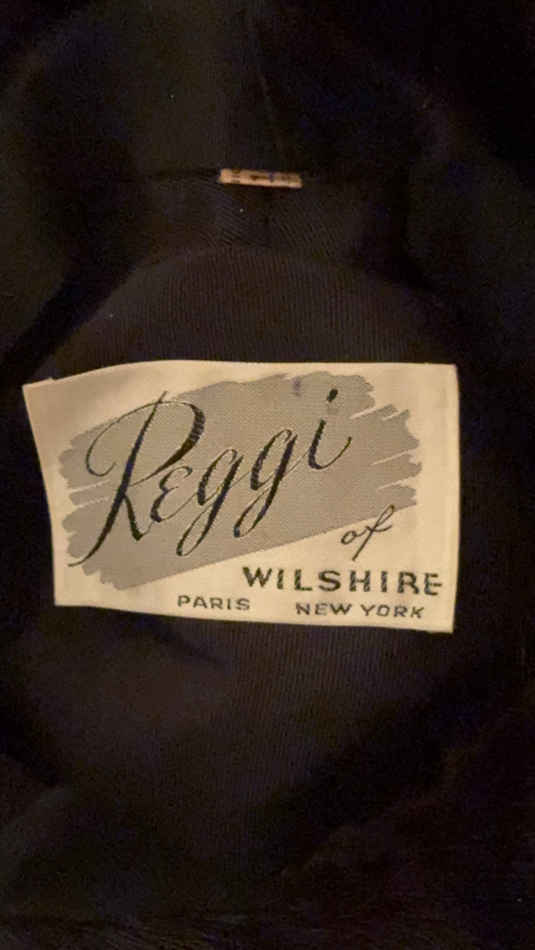 Reggi
of
WILSHIRE
PARIS NEW YORK